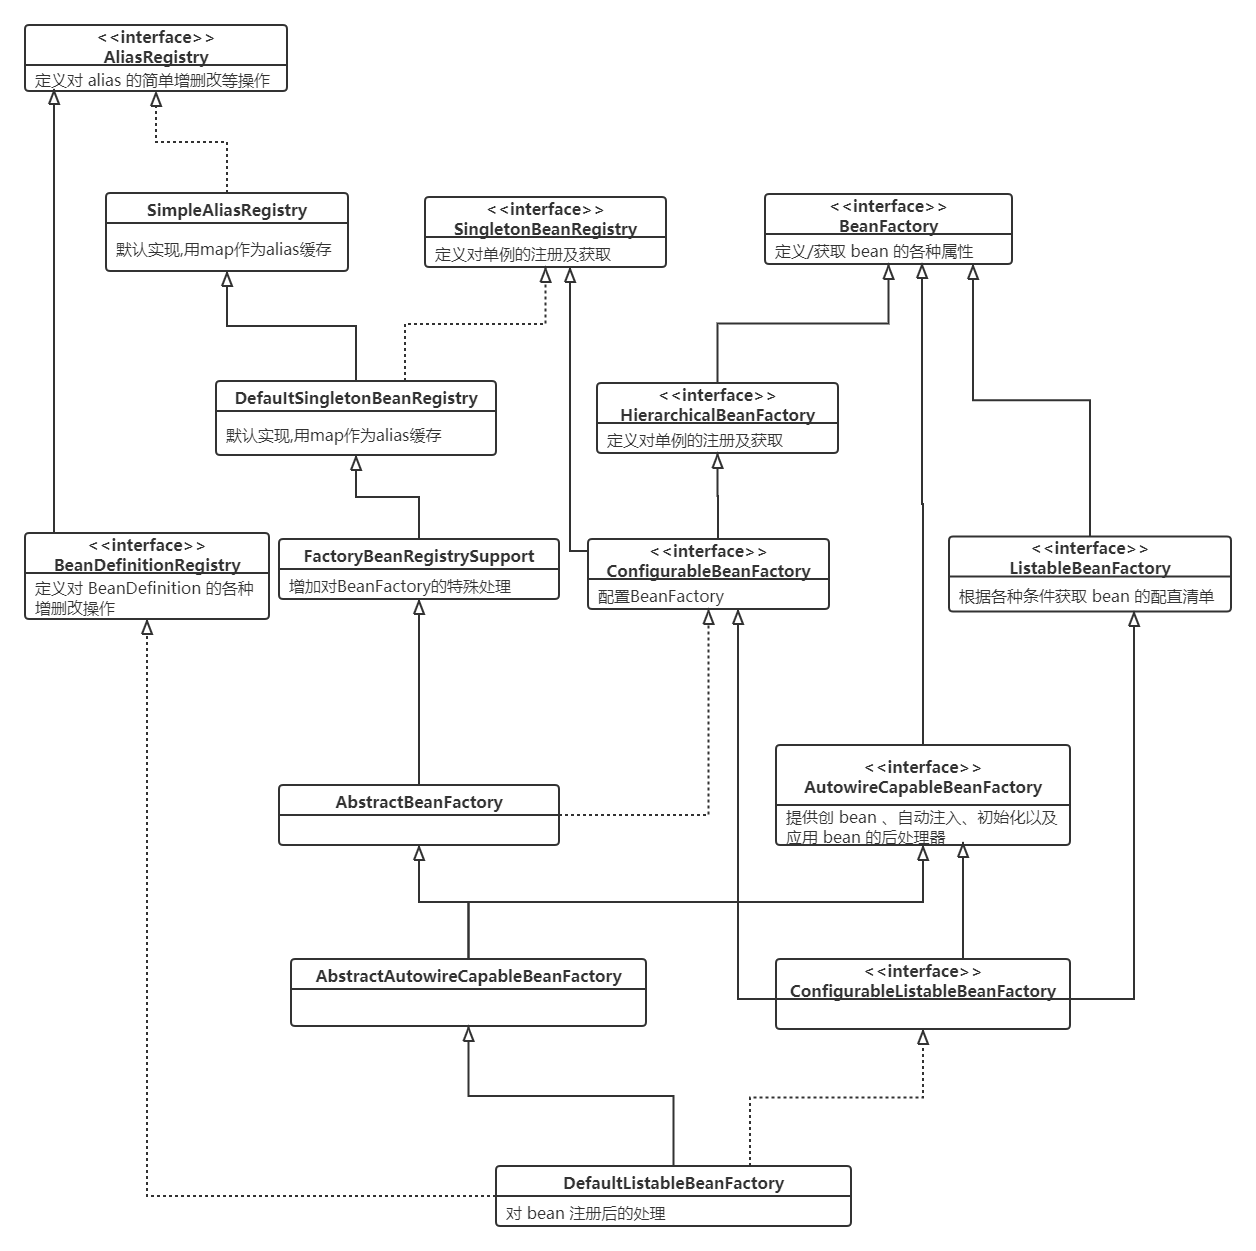 <<interface>>
AliasRegistry
定义对 alias 的简单增删改等操作
SimpleAliasRegistry
默认实现,用map作为alias缓存
<<interface>>
SingletonBeanRegistry
定义对单例的注册及获取
<<interface>>
BeanFactory
定义/获取 bean 的各种属性
DefaultSingletonBeanRegistry
默认实现,用map作为alias缓存
<<interface>>
HierarchicalBeanFactory
定义对单例的注册及获取
<<interface>>
BeanDefinitionRegistry
定义对 BeanDefinition 的各种
增删改操作
FactoryBeanRegistrySupport
增加对BeanFactory的特殊处理
<<interface>>
ConfigurableBeanFactory
配置BeanFactory
<<interface>>
ListableBeanFactory
根据各种条件获取 bean 的配直清单
AbstractBeanFactory
<<interface>>
AutowireCapableBeanFactory
提供创 bean 、自动注入、初始化以及
应用 bean 的后处理器
AbstractAutowireCapableBeanFactory
<<interface>>
ConfigurableListableBeanFactory
DefaultListableBeanFactory
对 bean 注册后的处理